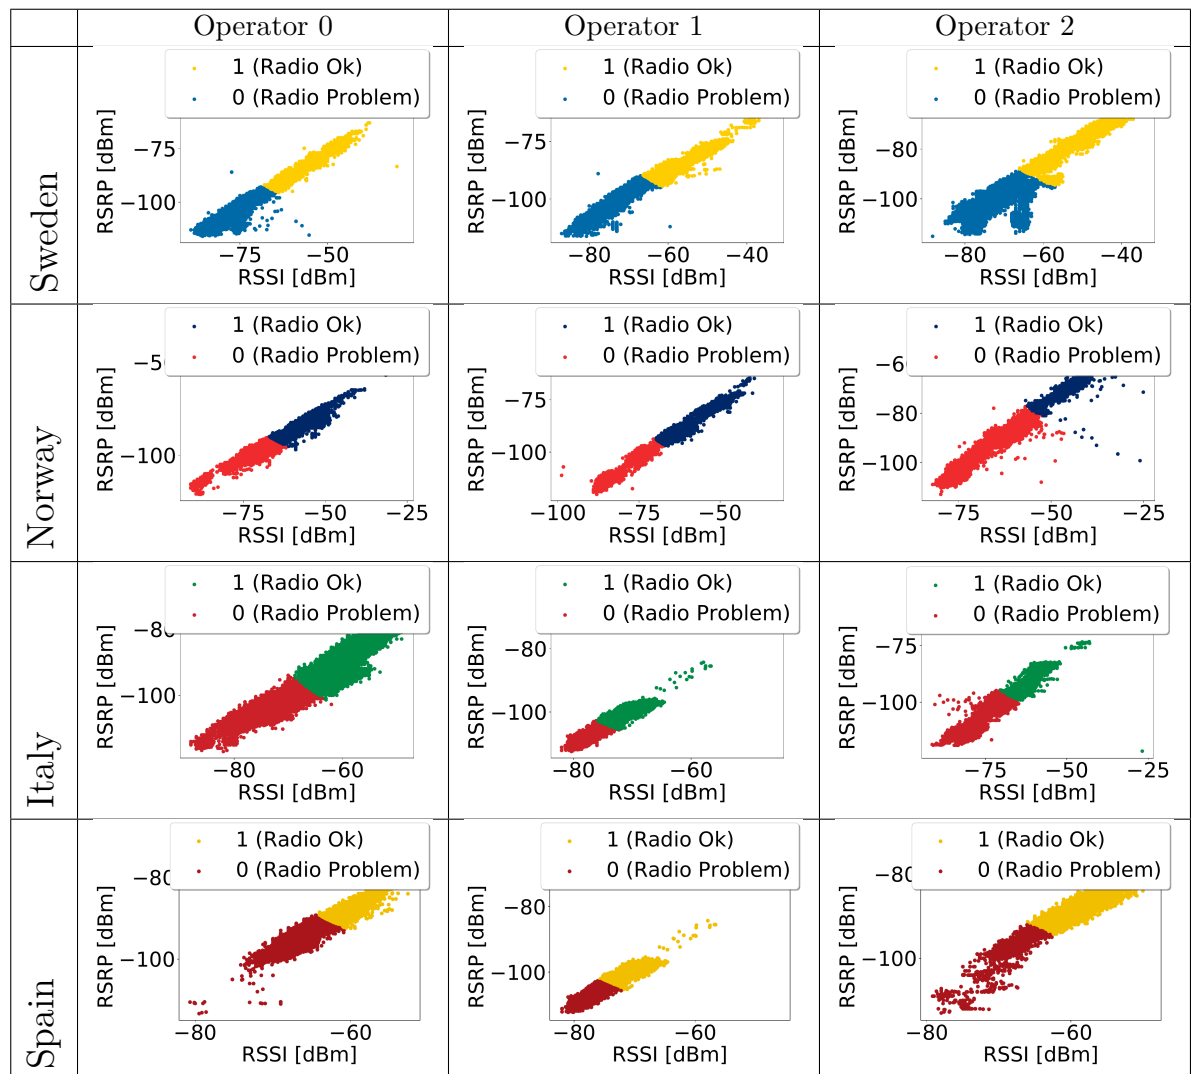 Operator 0 Operator 1 Operator 2
Sweden
1 (Radio Ok)
0 (Radio Problem)
RSRP [dBm]
−75
−100
−75 −50
RSSI [dBm]
1 (Radio Ok)
0 (Radio Problem)
RSRP [dBm]
−75
−100
−80 −60 −40
RSSI [dBm]
1 (Radio Ok)
0 (Radio Problem)
RSRP [dBm]
−80
−100
−80 −60 −40
RSSI [dBm]
Norway
1 (Radio Ok)
0 (Radio Problem)
RSRP [dBm]
−5
−100
−75 −50 −25
RSSI [dBm]
1 (Radio Ok)
0 (Radio Problem)
RSRP [dBm]
−75
−100
−100 −75 −50
RSSI [dBm]
1 (Radio Ok)
0 (Radio Problem)
RSRP [dBm]
−6
−80
−100
−75 −50 −25
RSSI [dBm]
Italy
1 (Radio Ok)
0 (Radio Problem)
RSRP [dBm]
−80
−100
−80 −60
RSSI [dBm]
1 (Radio Ok)
0 (Radio Problem)
RSRP [dBm]
−80
−100
−80 −60
RSSI [dBm]
1 (Radio Ok)
0 (Radio Problem)
RSRP [dBm]
−75
−100
−75 −50 −25
RSSI [dBm]
Spain
1 (Radio Ok)
0 (Radio Problem)
RSRP [dBm]
−80
−100
−80 −60
RSSI [dBm]
1 (Radio Ok)
0 (Radio Problem)
RSRP [dBm]
−80
−100
−80 −60
RSSI [dBm]
1 (Radio Ok)
0 (Radio Problem)
RSRP [dBm]
−80
−100
−80 −60
RSSI [dBm]